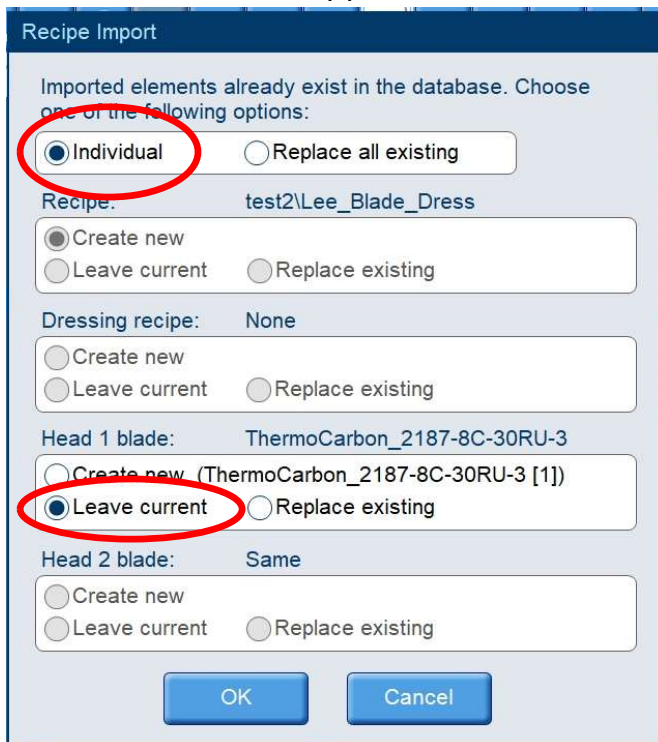 Recipe Import
Imported elements already exist in the database. Choose
one of the following options:
Individual Replace all existing
Recipe: test2\Lee_Blade_Dress
Create new
Leave current Replace existing
Dressing recipe: None
Create new
Leave current Replace existing
Head 1 blade: ThermoCarbon_2187-8C-30RU-3
Create new (ThermoCarbon_2187-8C-30RU-3 [1])
Leave current Replace existing
Head 2 blade: Same
Create new
Leave current Replace existing
OK Cancel